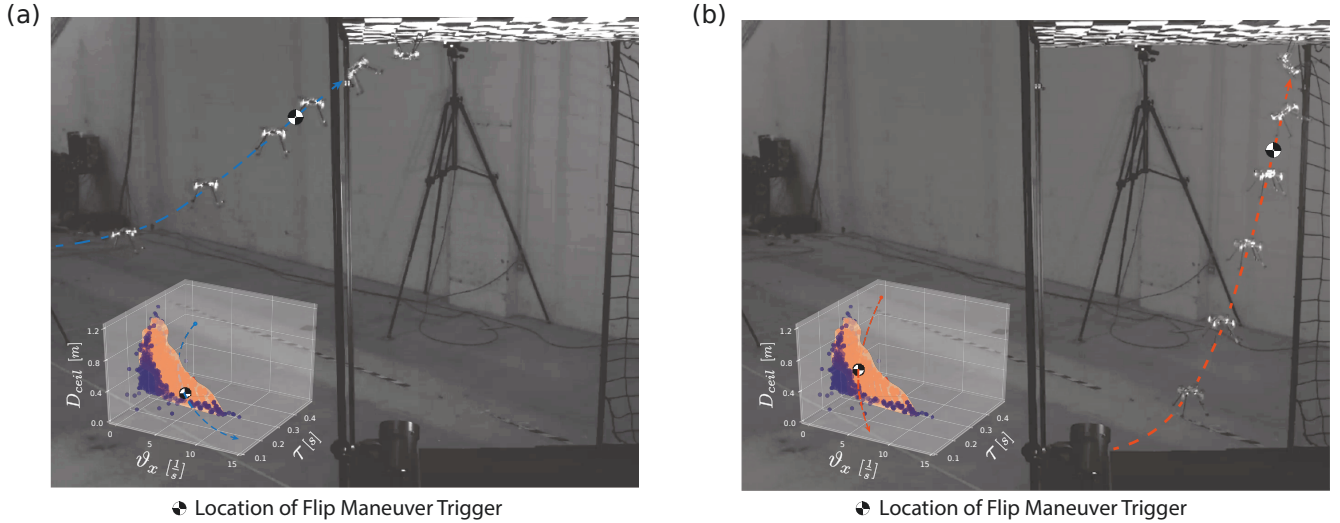 (a)
(b)
1.2
0.8
0.4
0.0
D_ceil [m]
0
5
10
15
ϑ_x [1/s]
0.1
0.2
0.3
0.4
τ [s]
1.2
0.8
0.4
0.0
D_ceil [m]
0
5
10
15
ϑ_x [1/s]
0.1
0.2
0.3
0.4
τ [s]
Location of Flip Maneuver Trigger
Location of Flip Maneuver Trigger